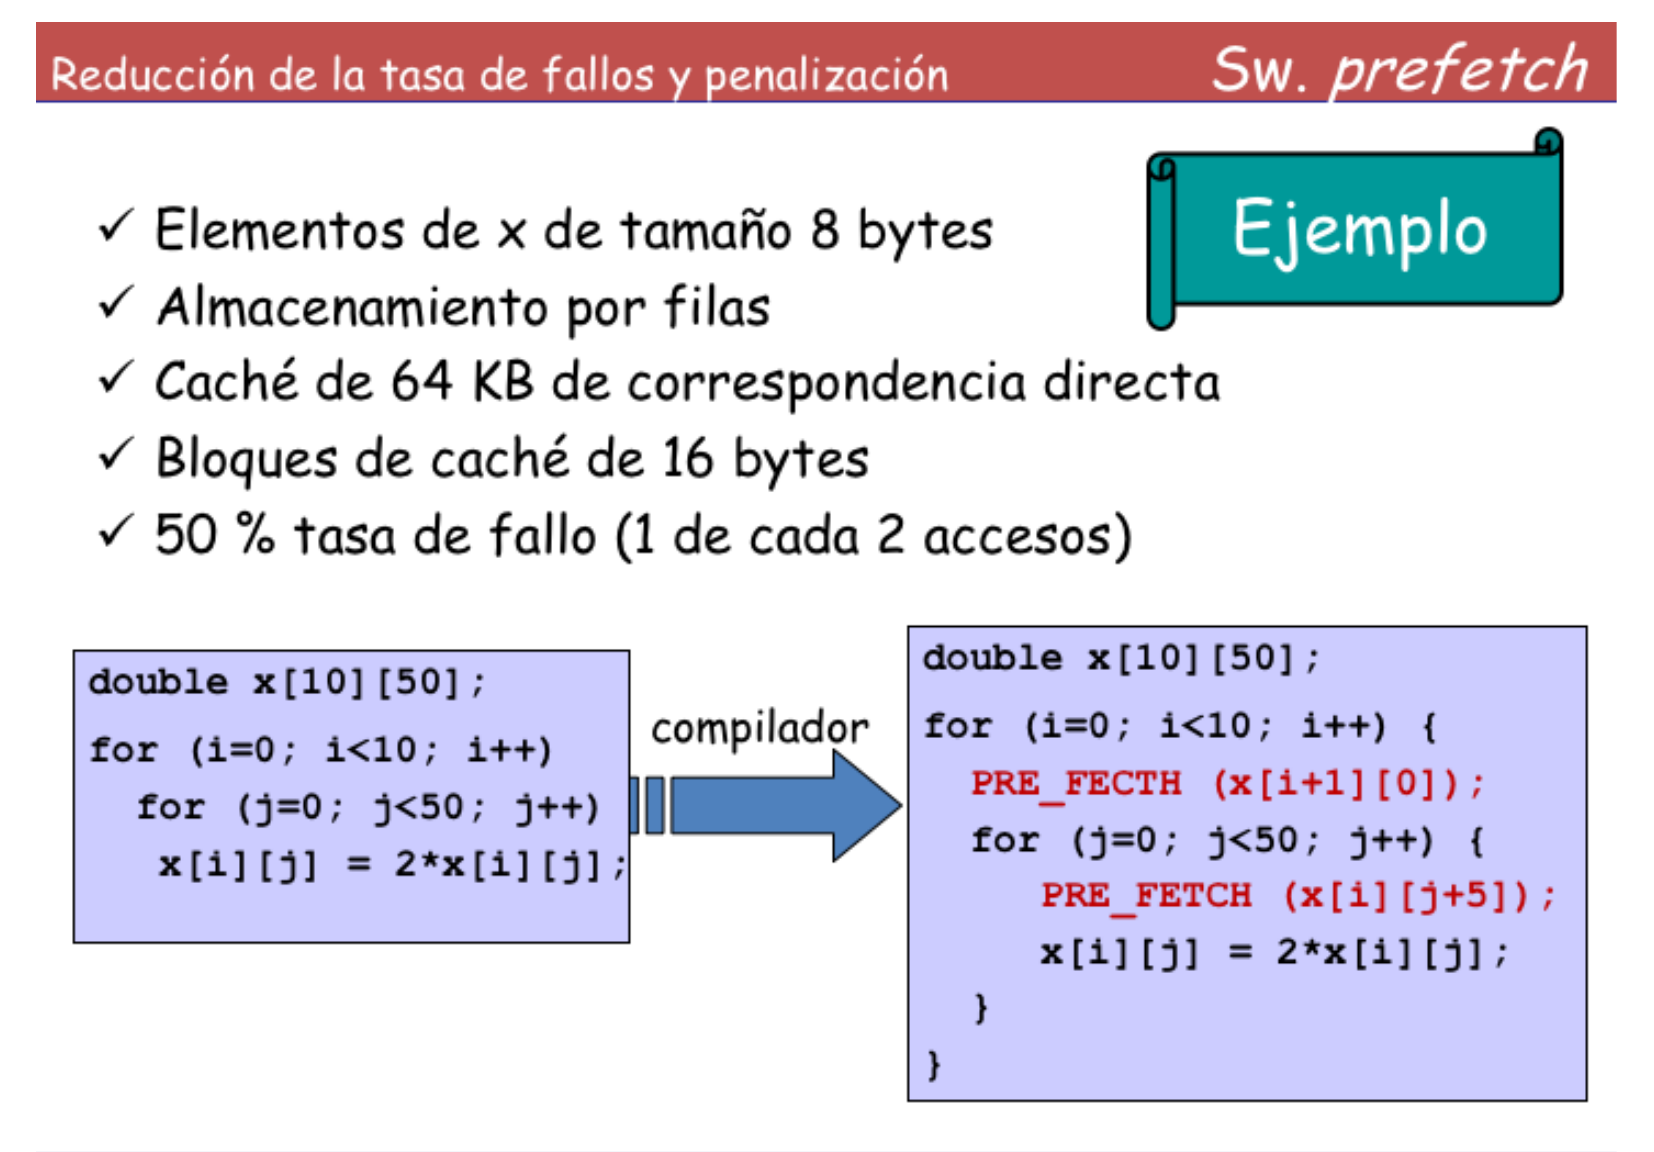 Reducción de la tasa de fallos y penalización
Sw. prefetch
Ejemplo
✓ Elementos de x de tamaño 8 bytes
✓ Almacenamiento por filas
✓ Caché de 64 KB de correspondencia directa
✓ Bloques de caché de 16 bytes
✓ 50 % tasa de fallo (1 de cada 2 accesos)
double x[10][50];
for (i=0; i<10; i++)
for (j=0; j<50; j++)
x[i][j] = 2*x[i][j];
compilador
double x[10][50];
for (i=0; i<10; i++) {
PRE_FECTH (x[i+1][0]);
for (j=0; j<50; j++) {
PRE_FETCH (x[i][j+5]);
x[i][j] = 2*x[i][j];
}
}